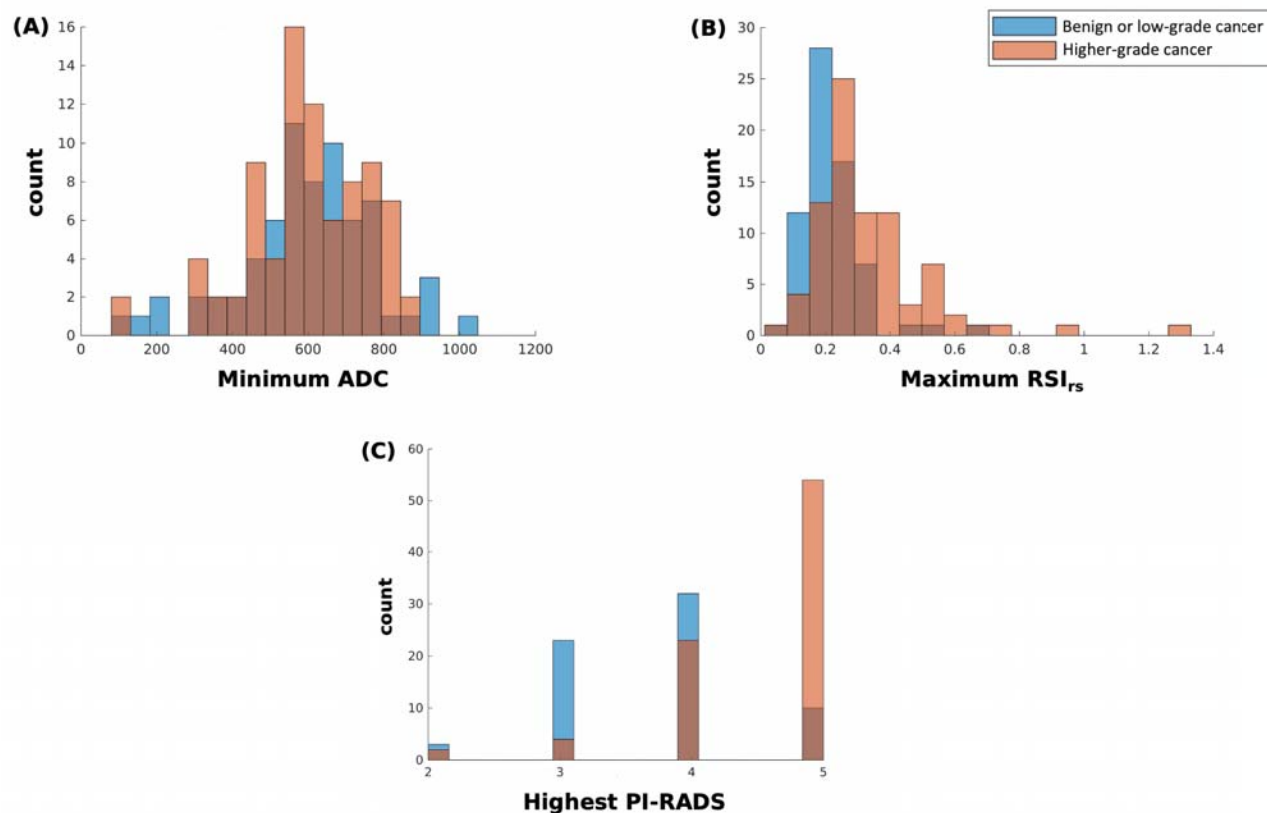 (A)
16
14
12
10
8
6
4
2
0
count
0 200 400 600 800 1000 1200
Minimum ADC
(B)
Benign or low-grade cancer
Higher-grade cancer
30
25
20
15
10
5
0
count
0 0.2 0.4 0.6 0.8 1 1.2 1.4
Maximum RSIrs
(C)
60
50
40
30
20
10
0
count
2 3 4 5
Highest PI-RADS